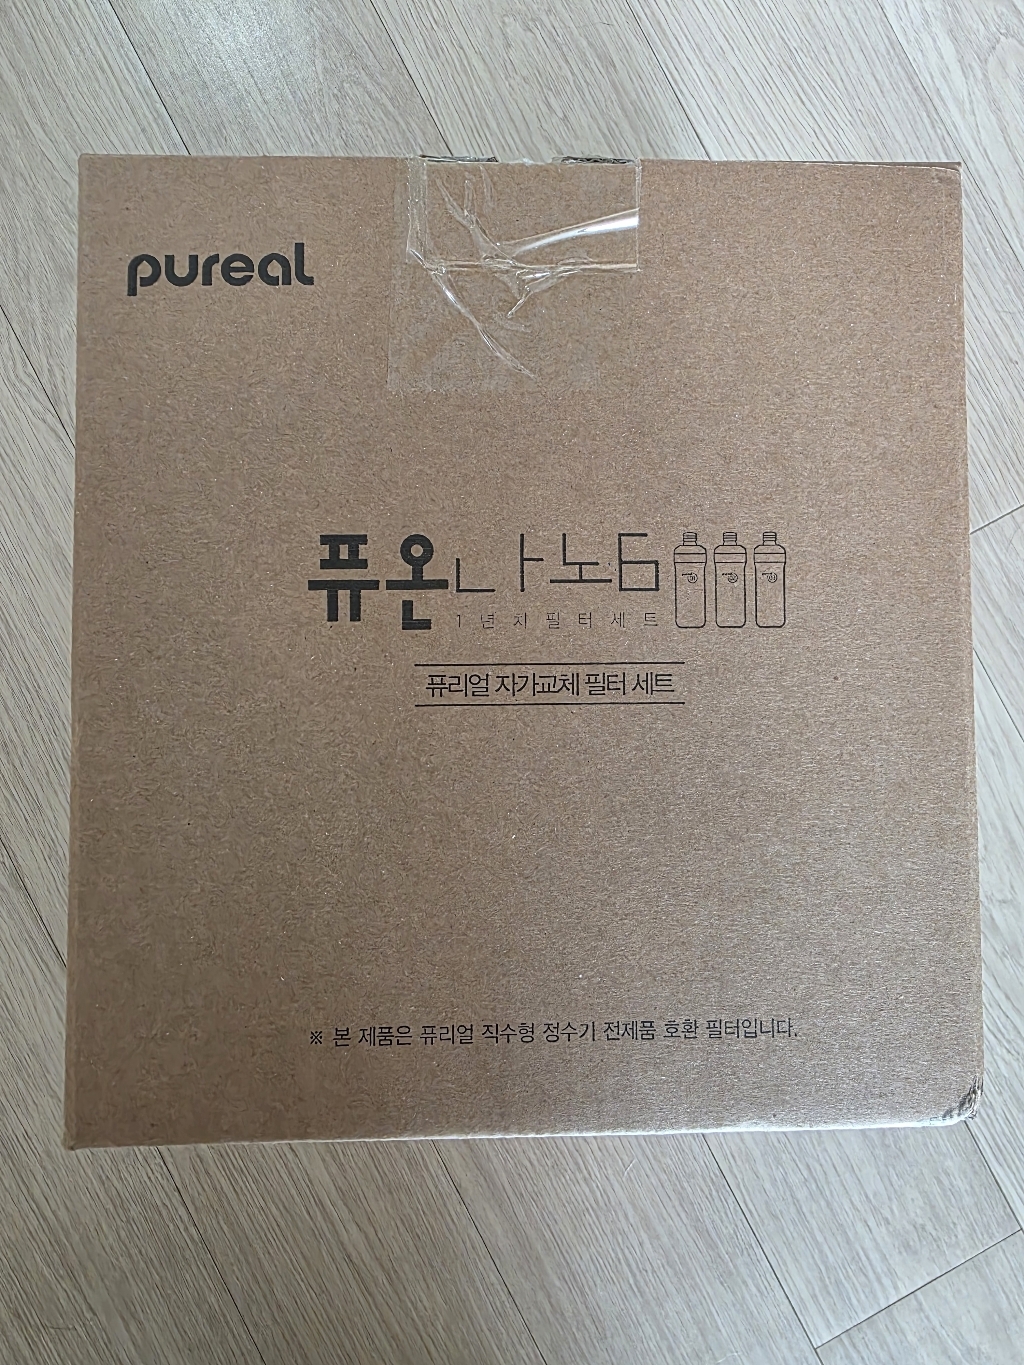 pureal
퓨온나노6
1년차필터세트
퓨리얼 자가교체 필터 세트
※ 본 제품은 퓨리얼 직수형 정수기 전제품 호환 필터입니다.